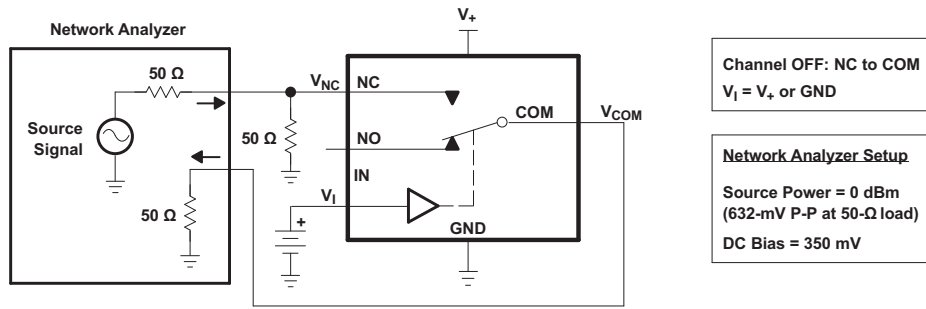 V+
Network Analyzer
50 Ω
VNC
NC
Channel OFF: NC to COM
VI = V+ or GND
COM
VCOM
Source
Signal
50 Ω
NO
IN
Network Analyzer Setup
Source Power = 0 dBm
(632-mV P-P at 50-Ω load)
DC Bias = 350 mV
50 Ω
VI
+
GND